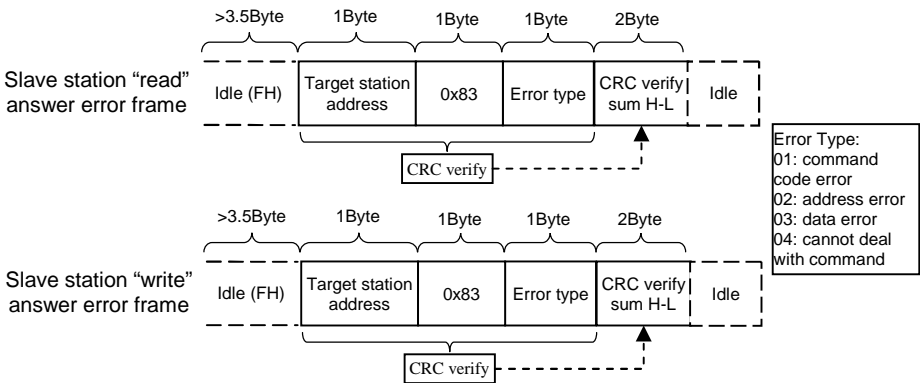 >3.5Byte 1Byte 1Byte 1Byte 2Byte
Slave station “read”
answer error frame
Idle (FH)
Target station
address
0x83
Error type
CRC verify
sum H-L
Idle
CRC verify
Error Type:
01: command
code error
02: address error
03: data error
04: cannot deal
with command
>3.5Byte 1Byte 1Byte 1Byte 2Byte
Slave station “write”
answer error frame
Idle (FH)
Target station
address
0x83
Error type
CRC verify
sum H-L
Idle
CRC verify